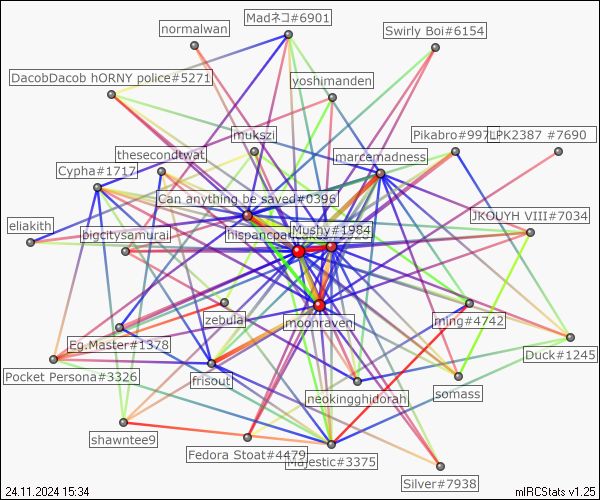 Madネコ#6901
normalwan
Swirly Boi#6154
DacobDacob hORNY police#5271
yoshimanden
mukszi
Pikabro#997
LPK2387 #7690
thesecondtwat
marcemadness
Cypha#1717
Can anything be saved#0396
JKOUYH VIII#7034
eliakith
bigcitysamurai
Mushy#1984
zebula
moonraven
ming#4742
Eg.Master#1378
Duck#1245
Pocket Persona#3326
frisout
somass
neokingghidorah
shawntee9
Fedora Stoat#4479
Majestic#3375
Silver#7938
24.11.2024 15:34
mIRCStats v1.25